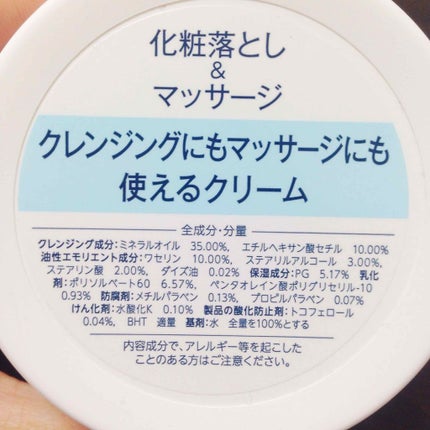 化粧落とし
&
マッサージ
クレンジングにもマッサージにも
使えるクリーム
全成分・分量
クレンジング成分:ミネラルオイル 35.00%、 エチルヘキサン酸セチル 10.00%
油性エモリエント成分:ワセリン 10.00%、 ステアリルアルコール 3.00%、
ステアリン酸 2.00%、 ダイズ油 0.02% 保湿成分:PG 5.17% 乳化
剤:ポリソルベート60 6.57%、 ペンタオレイン酸ポリグリセリル-10
0.93% 防腐剤:メチルパラベン 0.13%、プロピルパラベン 0.07%
けん化剤:水酸化K 0.10% 製品の酸化防止剤:トコフェロール
0.04%、 BHT 適量 基剤:水 全量を100%とする
内容成分で、アレルギー等を起こした
ことのある方はご注意ください。